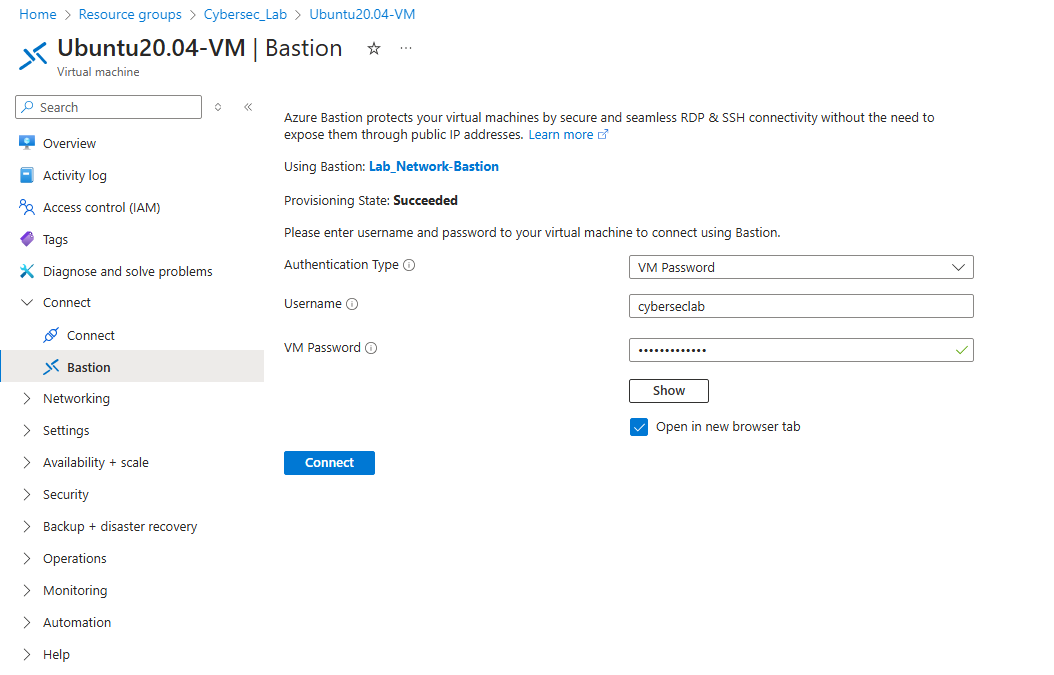 Home > Resource groups > Cybersec_Lab > Ubuntu20.04-VM
Ubuntu20.04-VM | Bastion ☆ ···
Virtual machine
Search
Overview
Activity log
Access control (IAM)
Tags
Diagnose and solve problems
Connect
Connect
Bastion
Networking
Settings
Availability + scale
Security
Backup + disaster recovery
Operations
Monitoring
Automation
Help
Azure Bastion protects your virtual machines by secure and seamless RDP & SSH connectivity without the need to
expose them through public IP addresses. Learn more
Using Bastion: Lab_Network-Bastion
Provisioning State: Succeeded
Please enter username and password to your virtual machine to connect using Bastion.
Authentication Type
VM Password
Username
cyberseclab
VM Password
•••••••••••••
Show
Open in new browser tab
Connect